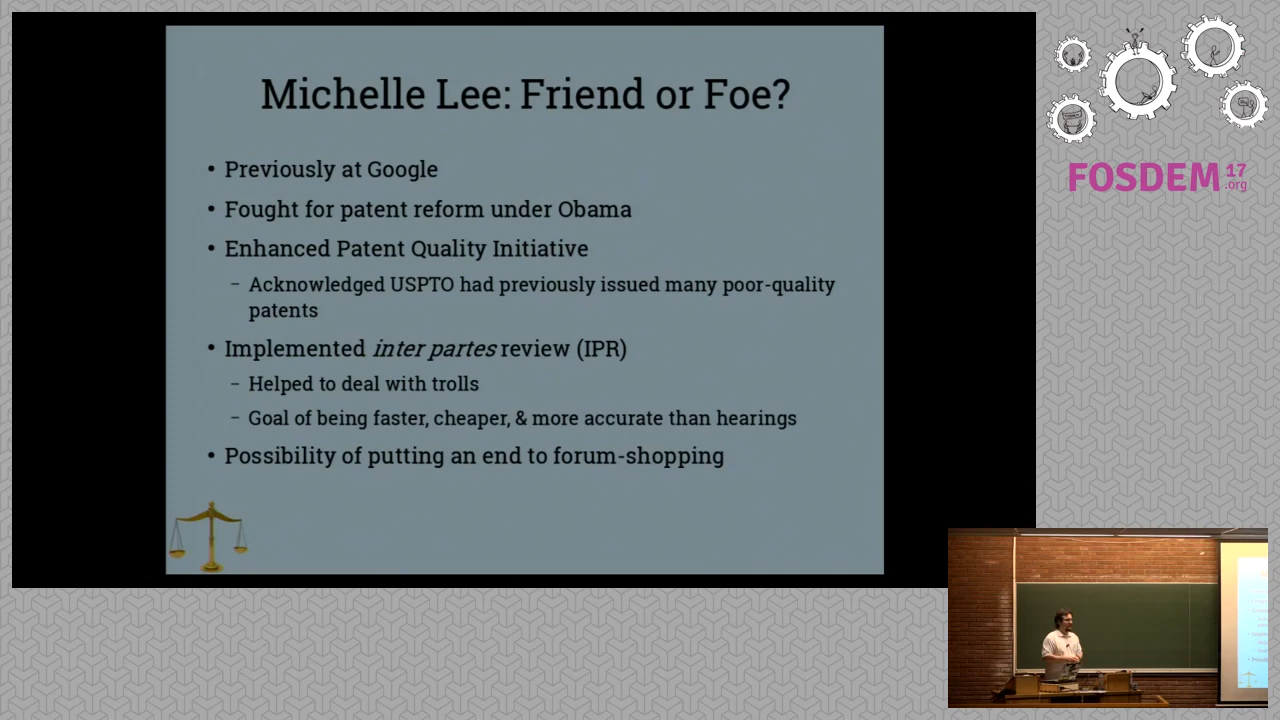 Michelle Lee: Friend or Foe?
• Previously at Google
• Fought for patent reform under Obama
• Enhanced Patent Quality Initiative
– Acknowledged USPTO had previously issued many poor-quality
patents
• Implemented inter partes review (IPR)
– Helped to deal with trolls
– Goal of being faster, cheaper, & more accurate than hearings
• Possibility of putting an end to forum-shopping
FOSDEM 17
.org